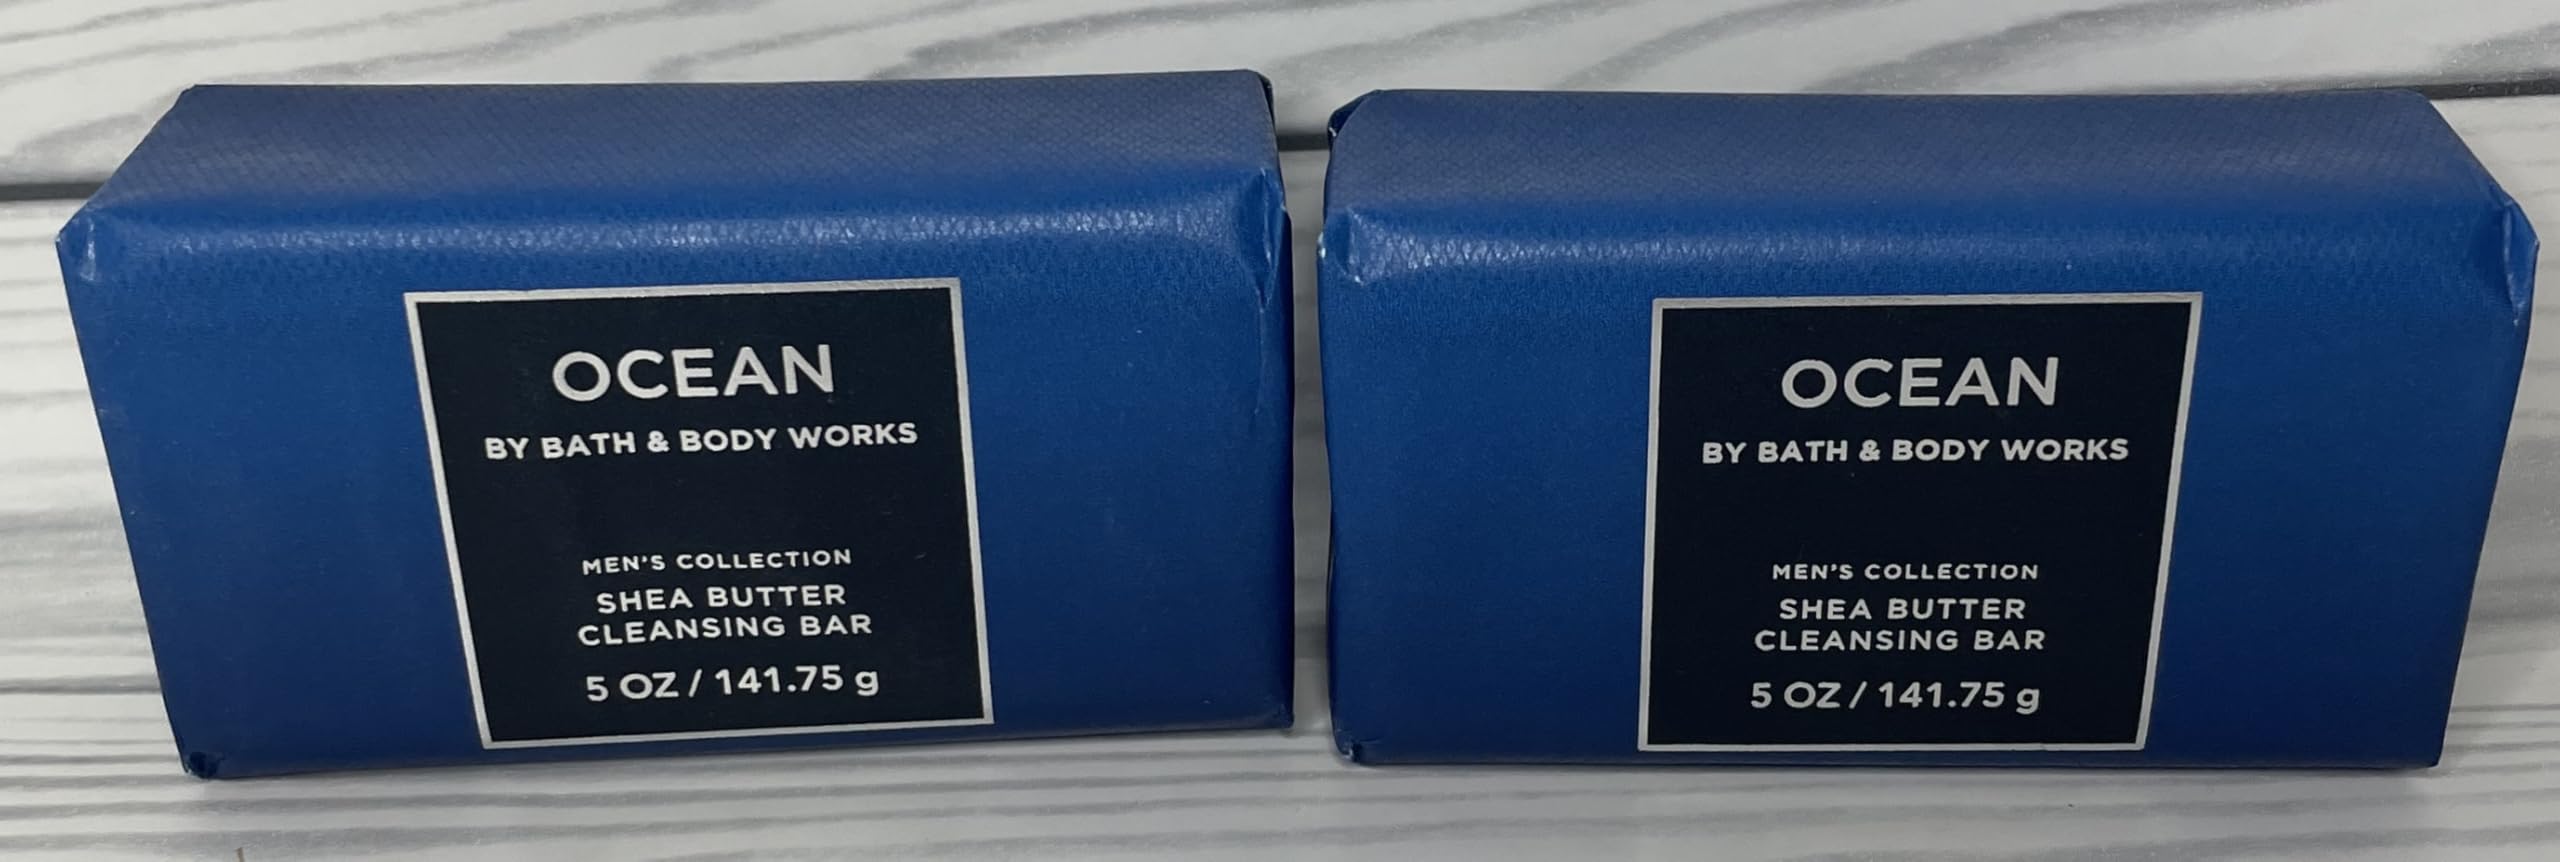 OCEAN
BY BATH & BODY WORKS
MEN'S COLLECTION
SHEA BUTTER
CLEANSING BAR
5 OZ / 141.75 g
OCEAN
BY BATH & BODY WORKS
MEN'S COLLECTION
SHEA BUTTER
CLEANSING BAR
5 OZ / 141.75 g